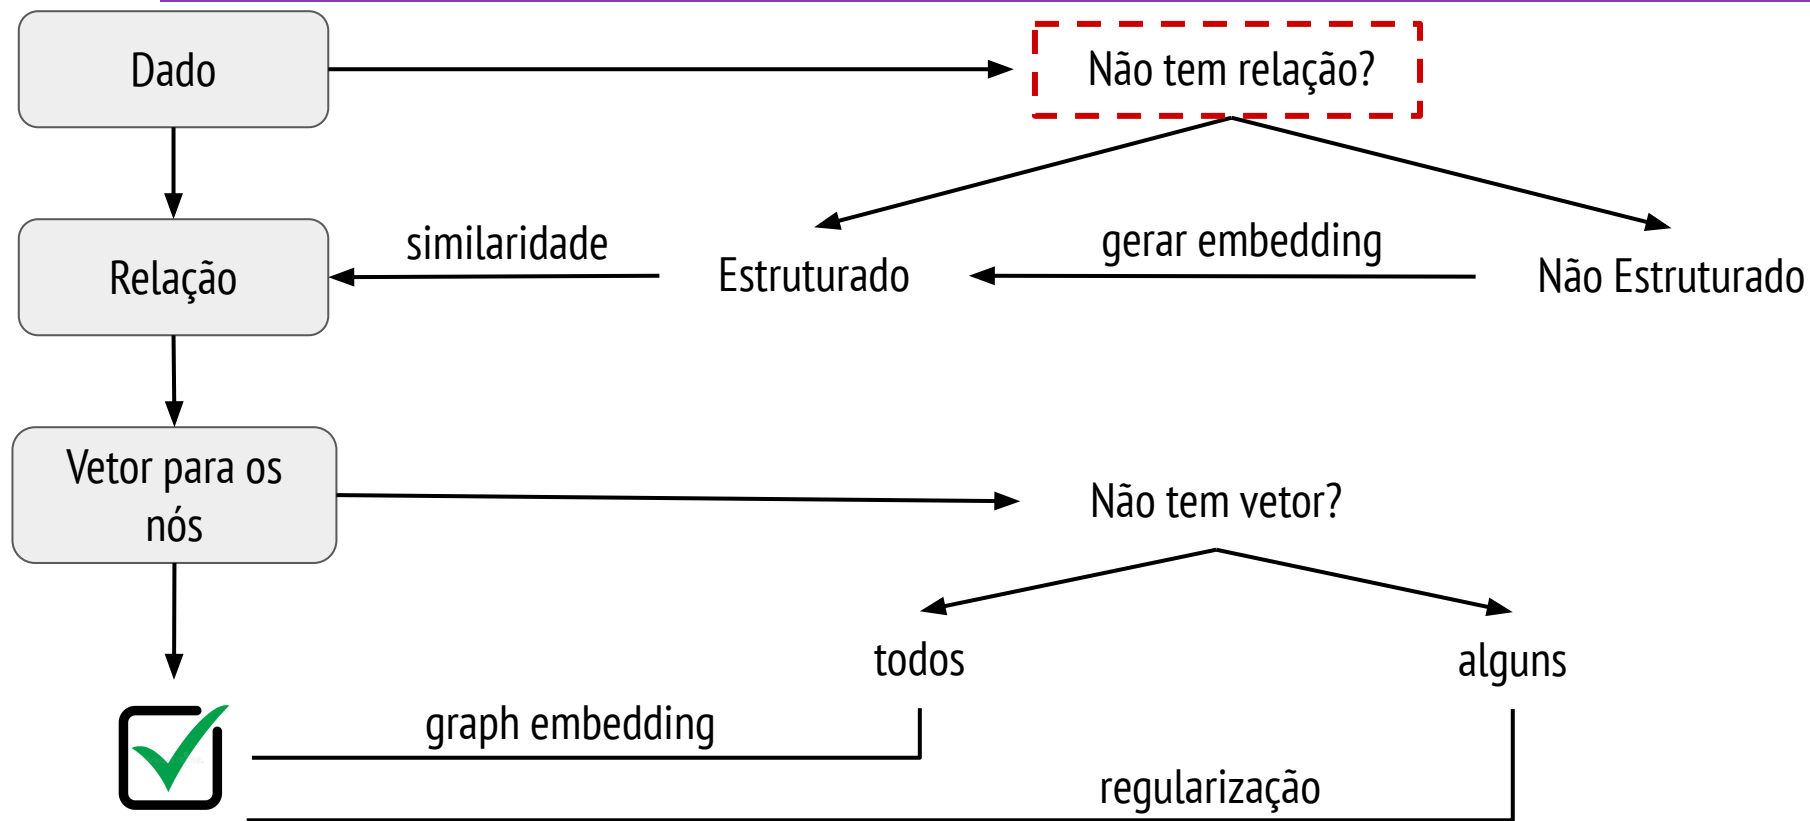 Dado
Não tem relação?
similaridade
gerar embedding
Relação
Estruturado
Não Estruturado
Vetor para os
nós
Não tem vetor?
todos
alguns
graph embedding
regularização